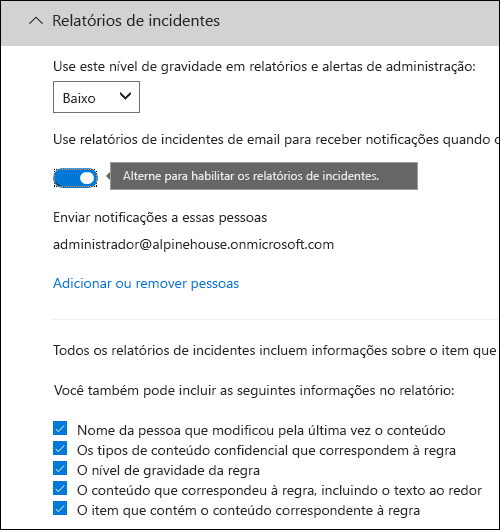 Relatórios de incidentes
Use este nível de gravidade em relatórios e alertas de administração:
Baixo
Use relatórios de incidentes de email para receber notificações quando
Alterne para habilitar os relatórios de incidentes.
Enviar notificações a essas pessoas
administrador@alpinehouse.onmicrosoft.com
Adicionar ou remover pessoas
Todos os relatórios de incidentes incluem informações sobre o item que
Você também pode incluir as seguintes informações no relatório:
Nome da pessoa que modificou pela última vez o conteúdo
Os tipos de conteúdo confidencial que correspondem à regra
O nível de gravidade da regra
O conteúdo que correspondeu à regra, incluindo o texto ao redor
O item que contém o conteúdo correspondente à regra